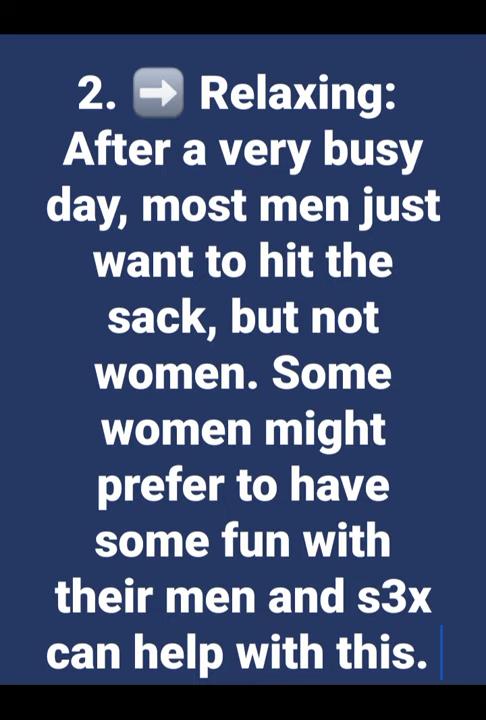 2. ➡️ Relaxing:
After a very busy
day, most men just
want to hit the
sack, but not
women. Some
women might
prefer to have
some fun with
their men and s3x
can help with this.